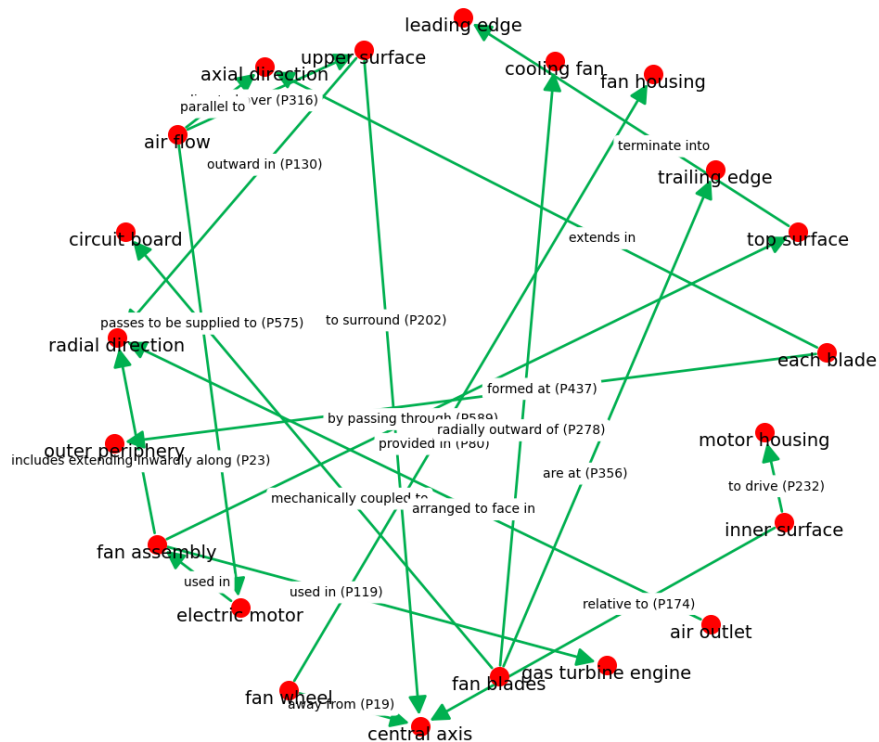 leading edge
upper surface
cooling fan
axial direction
fan housing
over (P316)
parallel to
air flow
terminate into
outward in (P130)
trailing edge
circuit board
extends in
top surface
passes to be supplied to (P575)
to surround (P202)
radial direction
each blade
formed at (P437)
by passing through (P589)
radially outward of (P278)
motor housing
provided in (P80)
outer periphery
includes extending inwardly along (P23)
are at (P356)
to drive (P232)
mechanically coupled to
arranged to face in
inner surface
fan assembly
used in
used in (P119)
relative to (P174)
electric motor
air outlet
gas turbine engine
fan blades
fan wheel
away from (P19)
central axis